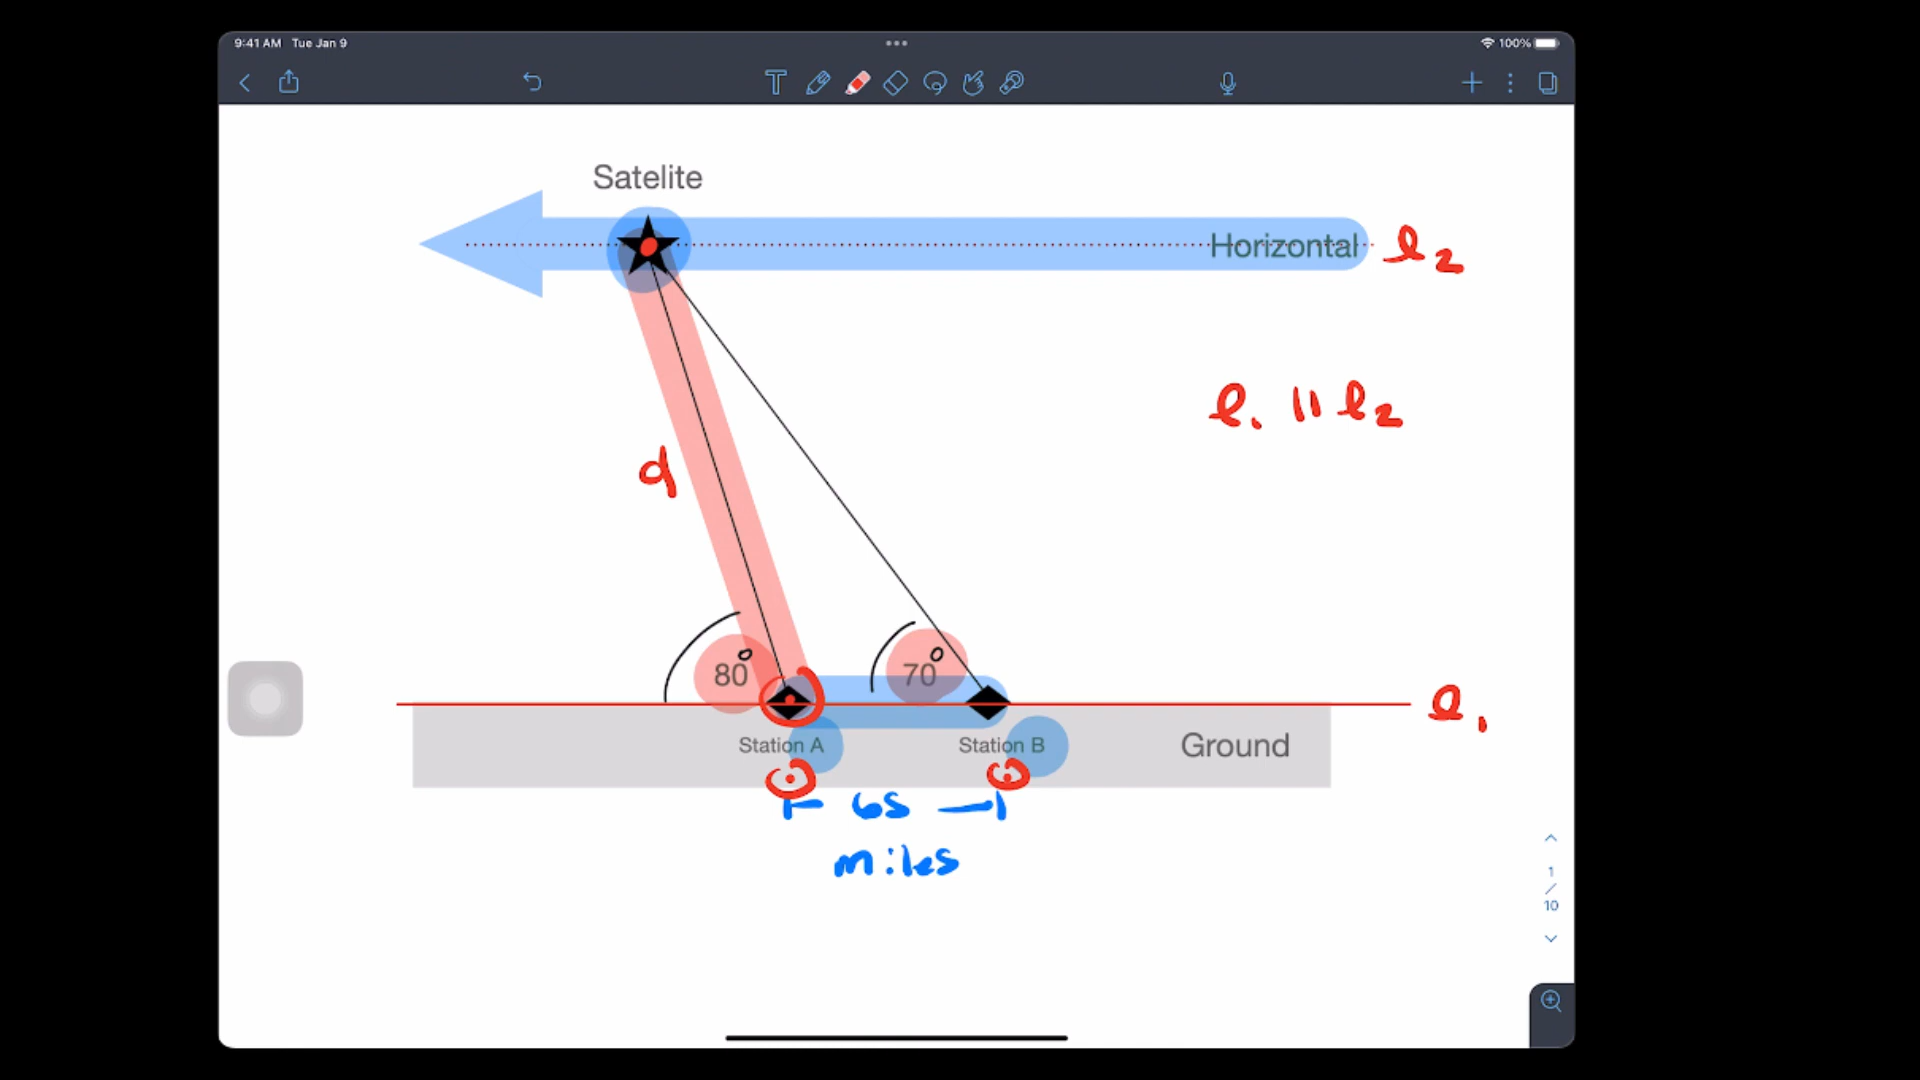 9:41 AM Tue Jan 9
100%
Satelite
Horizontal l₂
l₁ || l₂
d
80° 70°
l₁
Station A Station B Ground
65
miles
1
/
10